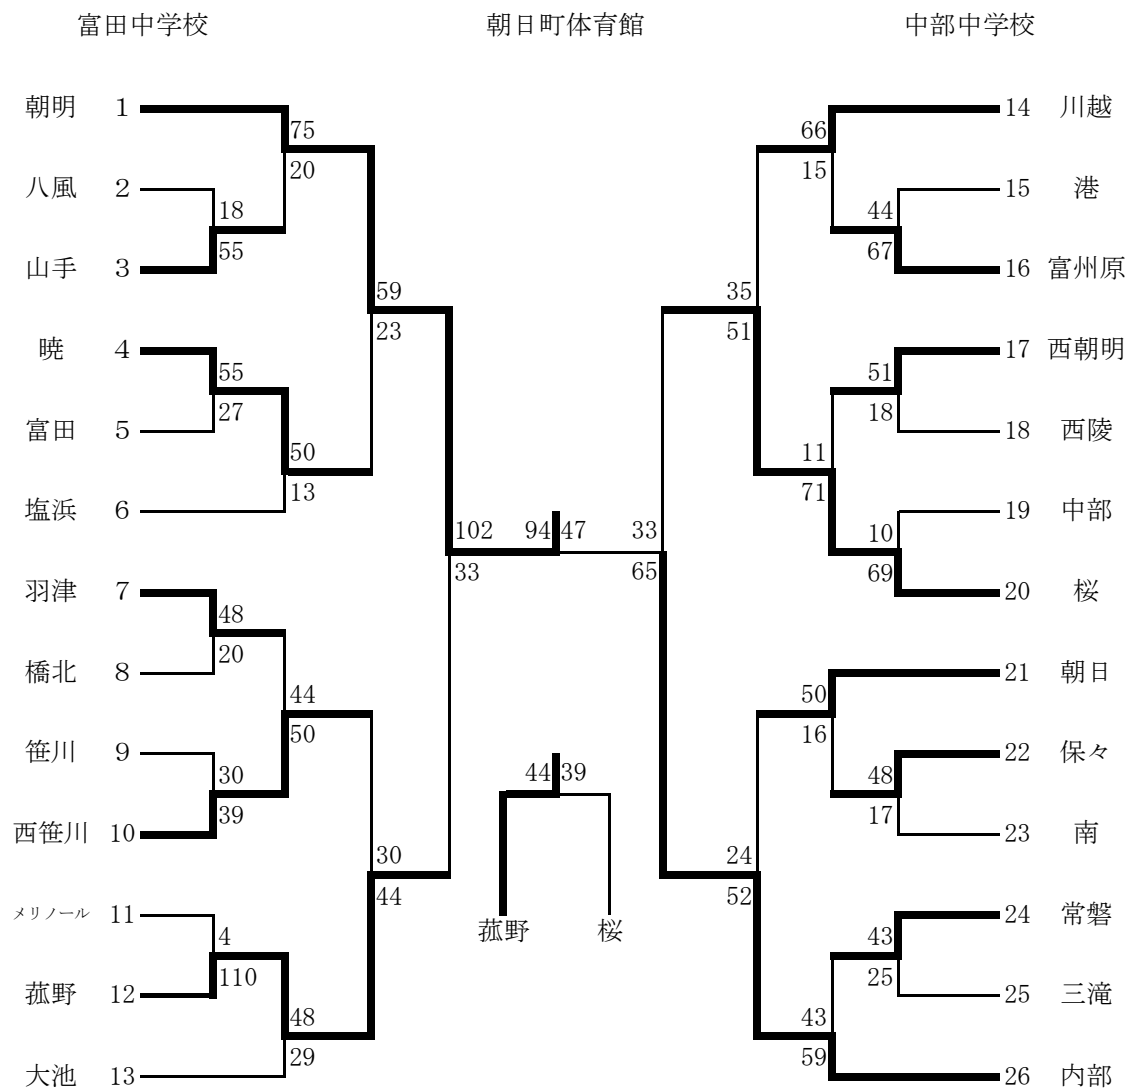 富田中学校 朝日町体育館 中部中学校
朝明 1 75 66 14 川越
20 15
八風 2 18 44 15 港
55 67
山手 3 59 35 16 富州原
23 51
暁 4 55 51 17 西朝明
27 18
富田 5 50 11 18 西陵
13 71
塩浜 6 102 94 47 33 10 19 中部
33 65 69
羽津 7 48 20 桜
20
橋北 8 44 50 21 朝日
50 16
笹川 9 30 44 39 48 22 保々
39 17
西笹川 10 30 24 23 南
44 52
メリノール 11 4 菰野 桜 43 24 常磐
110 25
菰野 12 48 43 25 三滝
29 59
大池 13 26 内部